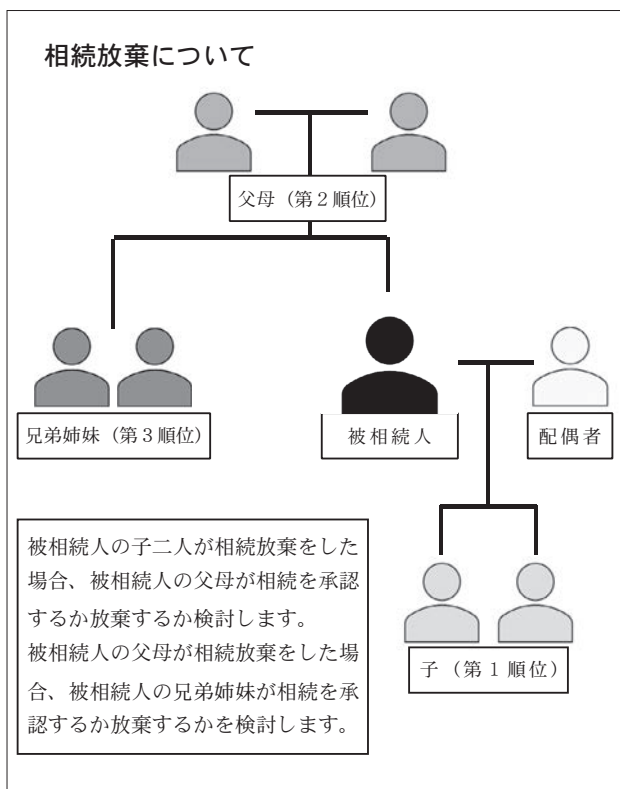 相続放棄について
父母（第２順位）
兄弟姉妹（第３順位）
被相続人
配偶者
被相続人の子二人が相続放棄をした
場合、被相続人の父母が相続を承認
するか放棄するか検討します。
被相続人の父母が相続放棄をした場
合、被相続人の兄弟姉妹が相続を承
認するか放棄するかを検討します。
子（第１順位）